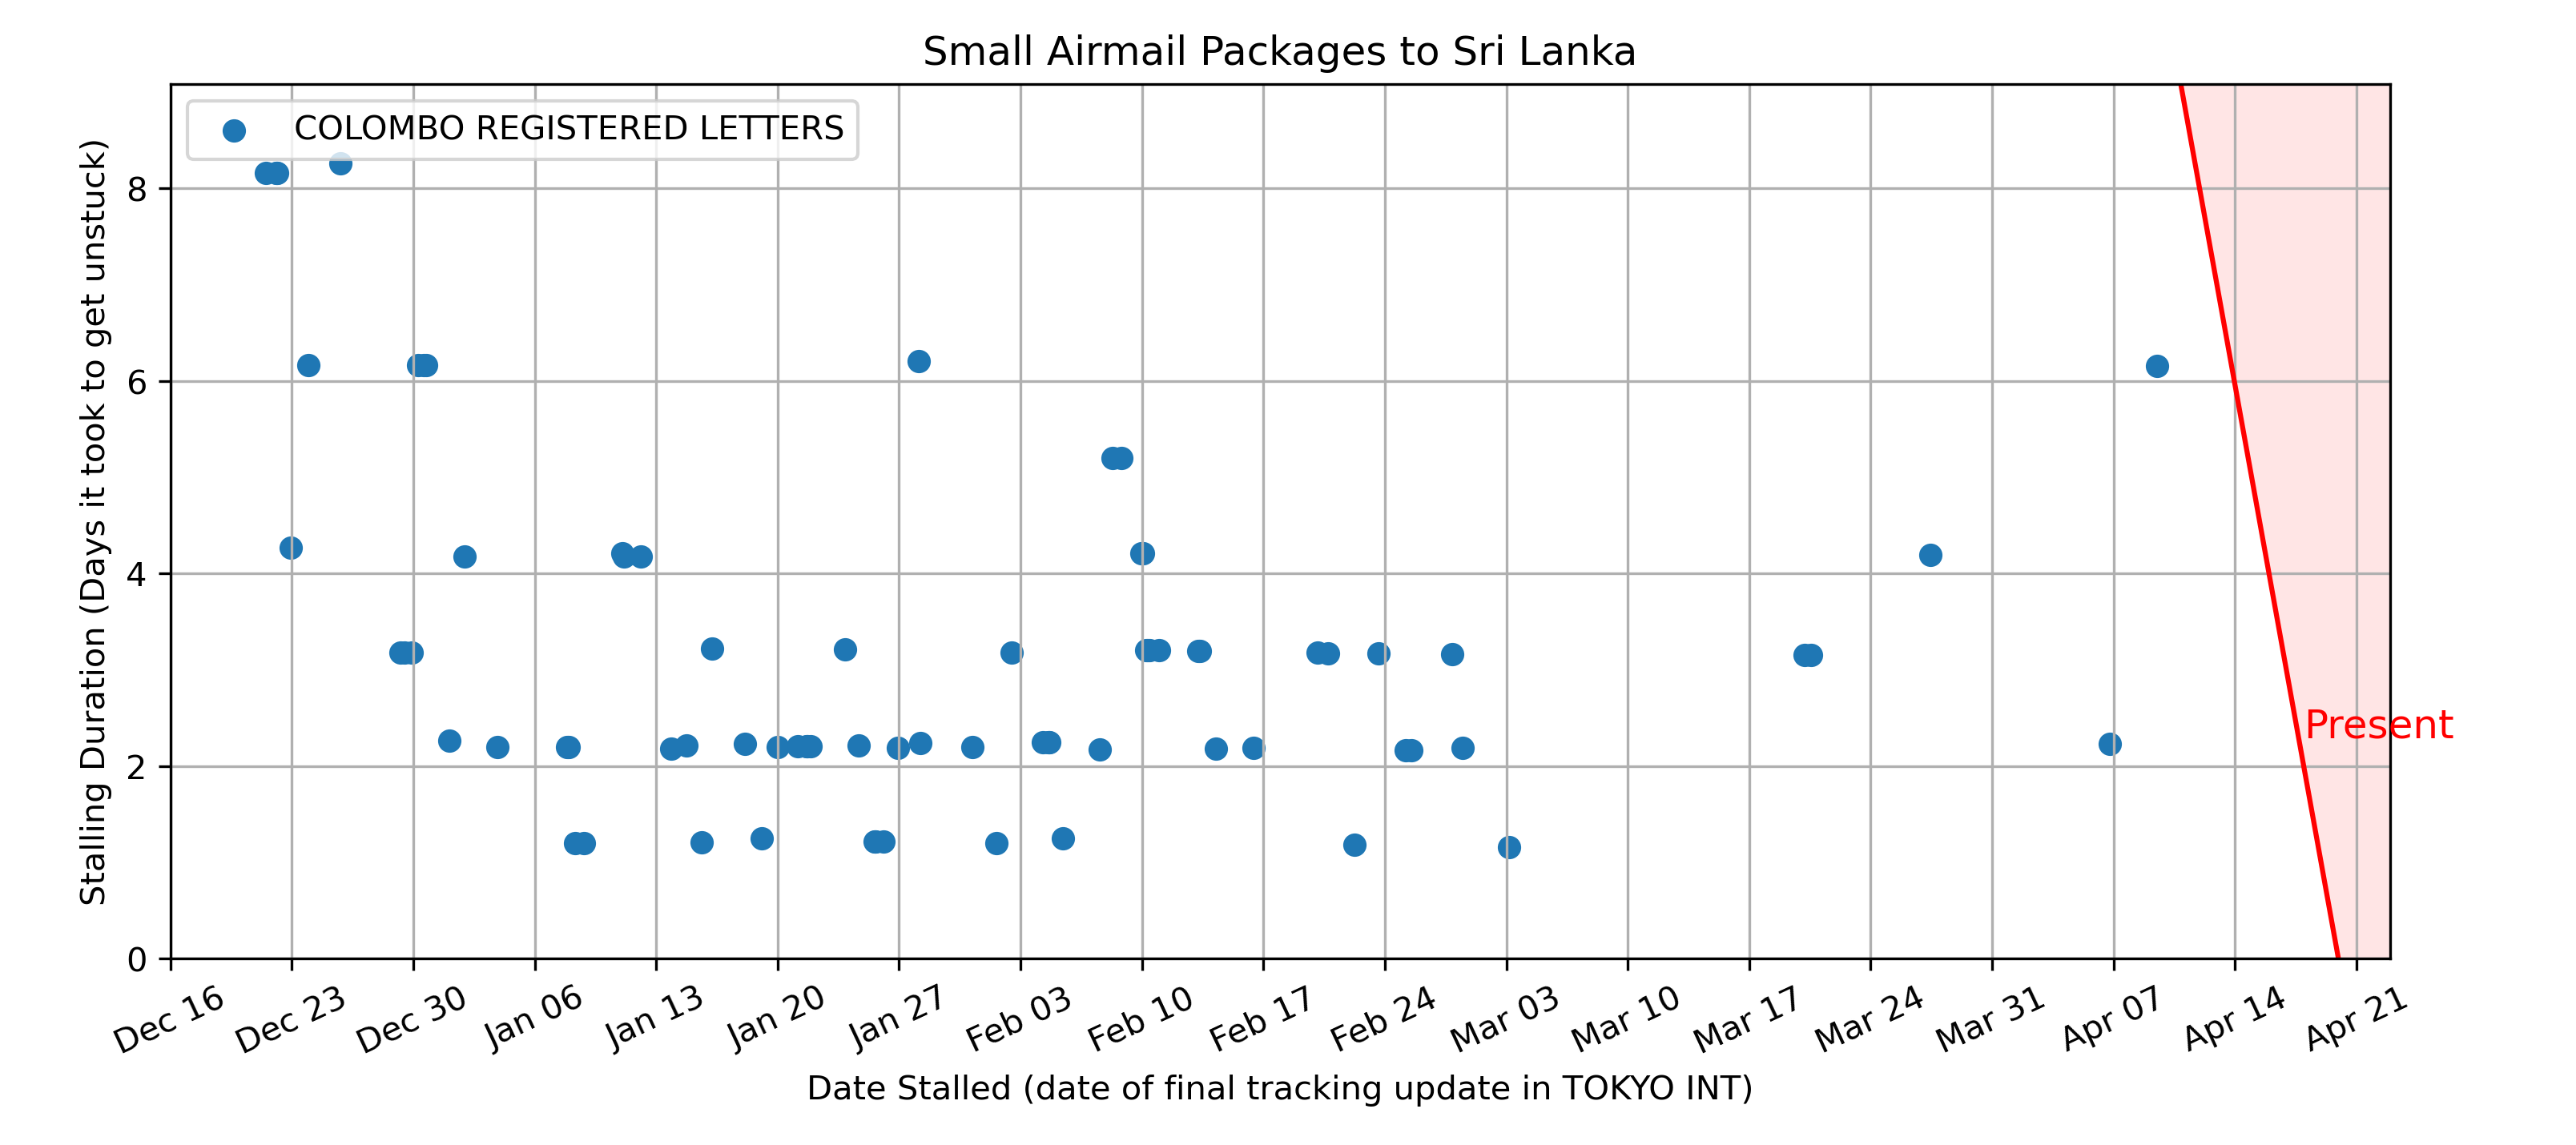 Small Airmail Packages to Sri Lanka
COLOMBO REGISTERED LETTERS
Stalling Duration (Days it took to get unstuck)
8
6
4
2
0
Present
Dec 16
Dec 23
Dec 30
Jan 06
Jan 13
Jan 20
Jan 27
Feb 03
Feb 10
Feb 17
Feb 24
Mar 03
Mar 10
Mar 17
Mar 24
Mar 31
Apr 07
Apr 14
Apr 21
Date Stalled (date of final tracking update in TOKYO INT)